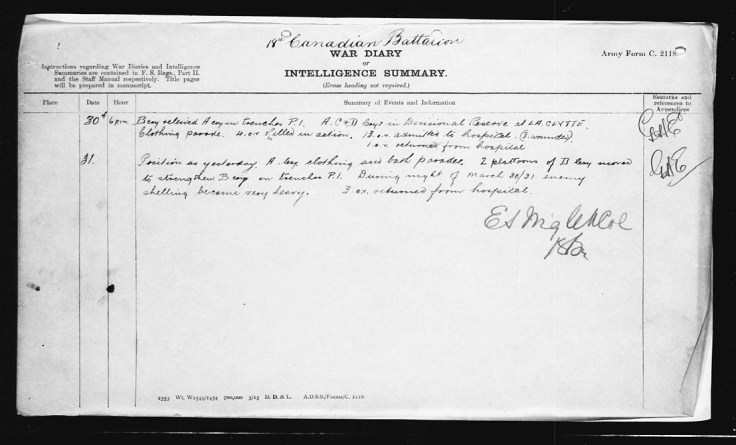 18th Canadian Battalion
Army Form C. 2118.
WAR DIARY
or
INTELLIGENCE SUMMARY.
(Erase heading not required.)
Instructions regarding War Diaries and Intelligence
Summaries are contained in F. S. Regs., Part II.
and the Staff Manual respectively. Title pages
will be prepared in manuscript.
Place Date Hour Summary of Events and Information Remarks and
references to
Appendices
30th 6 p.m. B coy relieved A coy in trenches P.1. A. C & D Coys in Divisional Reserve at LA CLYTTE.
Clothing parade. 4. o.r killed in action. 13 o.r. admitted to hospital. (3. wounded).
1. o.r. returned from hospital
31. Position as yesterday. A. Coy clothing and bath parades. 2 platoons of D Coy moved
to strengthen B coy in trenches P.1. During night of March 30/31 enemy
shelling became very heavy. 3 o.r. returned from hospital.
E S Wigle Lt Col
2353 Wt. W2544/1454 700,000 5/15 D. D. & L. A.D.S.S./Forms/C. 2118.